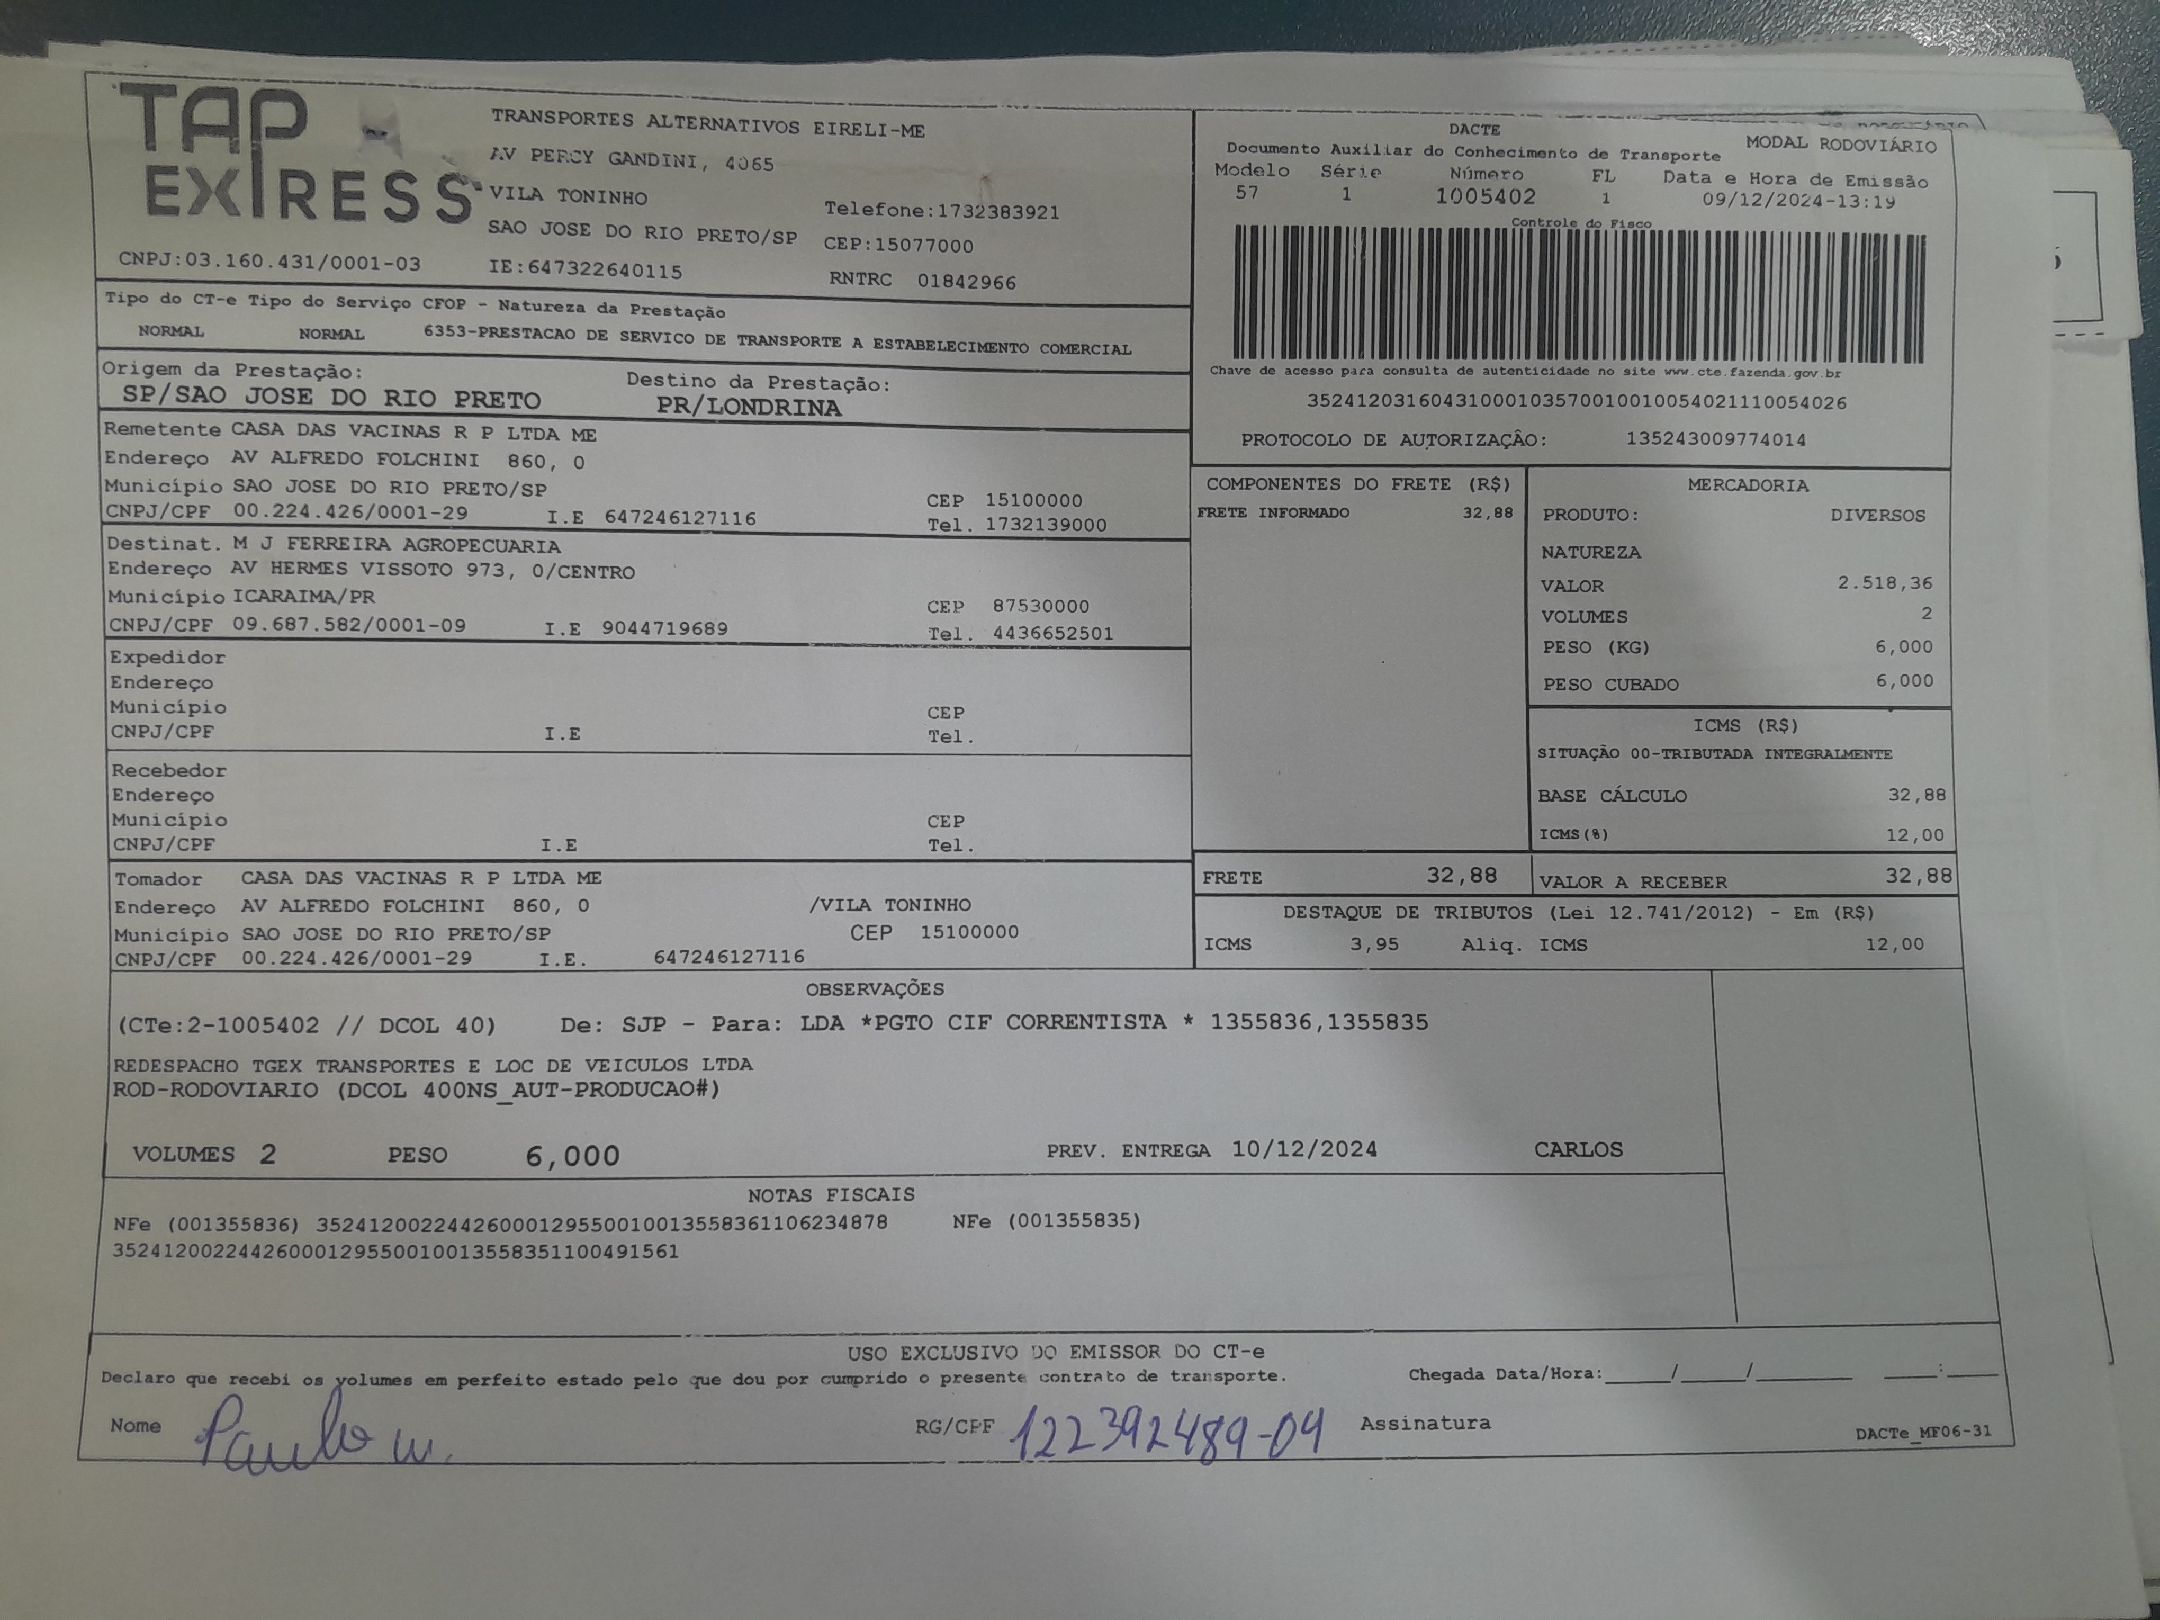 TAP
EXPRESS
TRANSPORTES ALTERNATIVOS EIRELI-ME
AV PERCY GANDINI, 4065
VILA TONINHO
Telefone:1732383921
SAO JOSE DO RIO PRETO/SP CEP:15077000
CNPJ:03.160.431/0001-03 IE:647322640115 RNTRC 01842966
DACTE MODAL RODOVIÁRIO
Documento Auxiliar do Conhecimento de Transporte
Modelo Série Número FL Data e Hora de Emissão
57 1 1005402 1 09/12/2024-13:19
Controle do Fisco
Chave de acesso para consulta de autenticidade no site www.cte.fazenda.gov.br
35241203160431000103570010010054021110054026
PROTOCOLO DE AUTORIZAÇÂO: 135243009774014
Tipo do CT-e Tipo do Serviço CFOP - Natureza da Prestação
NORMAL NORMAL 6353-PRESTACAO DE SERVICO DE TRANSPORTE A ESTABELECIMENTO COMERCIAL
Origem da Prestação: Destino da Prestação:
SP/SAO JOSE DO RIO PRETO PR/LONDRINA
Remetente CASA DAS VACINAS R P LTDA ME
Endereço AV ALFREDO FOLCHINI 860, 0
Município SAO JOSE DO RIO PRETO/SP CEP 15100000
CNPJ/CPF 00.224.426/0001-29 I.E 647246127116 Tel. 1732139000
Destinat. M J FERREIRA AGROPECUARIA
Endereço AV HERMES VISSOTO 973, 0/CENTRO
Município ICARAIMA/PR CEP 87530000
CNPJ/CPF 09.687.582/0001-09 I.E 9044719689 Tel. 4436652501
Expedidor
Endereço
Município CEP
CNPJ/CPF I.E Tel.
Recebedor
Endereço
Município CEP
CNPJ/CPF I.E Tel.
Tomador CASA DAS VACINAS R P LTDA ME
Endereço AV ALFREDO FOLCHINI 860, 0 /VILA TONINHO
Município SAO JOSE DO RIO PRETO/SP CEP 15100000
CNPJ/CPF 00.224.426/0001-29 I.E. 647246127116
COMPONENTES DO FRETE (R$)
FRETE INFORMADO 32,88
MERCADORIA
PRODUTO: DIVERSOS
NATUREZA
VALOR 2.518,36
VOLUMES 2
PESO (KG) 6,000
PESO CUBADO 6,000
ICMS (R$)
SITUAÇÃO 00-TRIBUTADA INTEGRALMENTE
BASE CÁLCULO 32,88
ICMS(%) 12,00
FRETE 32,88 VALOR A RECEBER 32,88
DESTAQUE DE TRIBUTOS (Lei 12.741/2012) - Em (R$)
ICMS 3,95 Aliq. ICMS 12,00
OBSERVAÇÕES
(CTe:2-1005402 // DCOL 40) De: SJP - Para: LDA *PGTO CIF CORRENTISTA * 1355836,1355835
REDESPACHO TGEX TRANSPORTES E LOC DE VEICULOS LTDA
ROD-RODOVIARIO (DCOL 400NS_AUT-PRODUCAO#)
VOLUMES 2 PESO 6,000 PREV. ENTREGA 10/12/2024 CARLOS
NOTAS FISCAIS
NFe (001355836) 35241200224426000129550010013558361106234878 NFe (001355835)
35241200224426000129550010013558351100491561
USO EXCLUSIVO DO EMISSOR DO CT-e
Declaro que recebi os volumes em perfeito estado pelo que dou por cumprido o presente contrato de transporte. Chegada Data/Hora:____/____/______ ___:___
Nome RG/CPF 122392489-09 Assinatura
DACTe_MF06-31